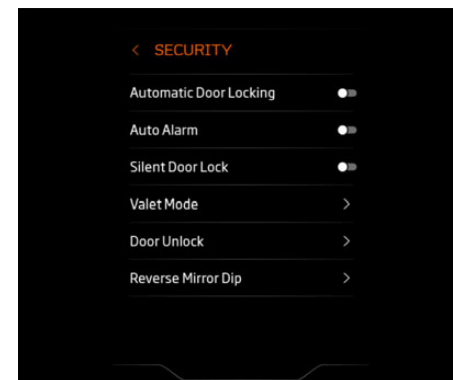 SECURITY
Automatic Door Locking
Auto Alarm
Silent Door Lock
Valet Mode
Door Unlock
Reverse Mirror Dip